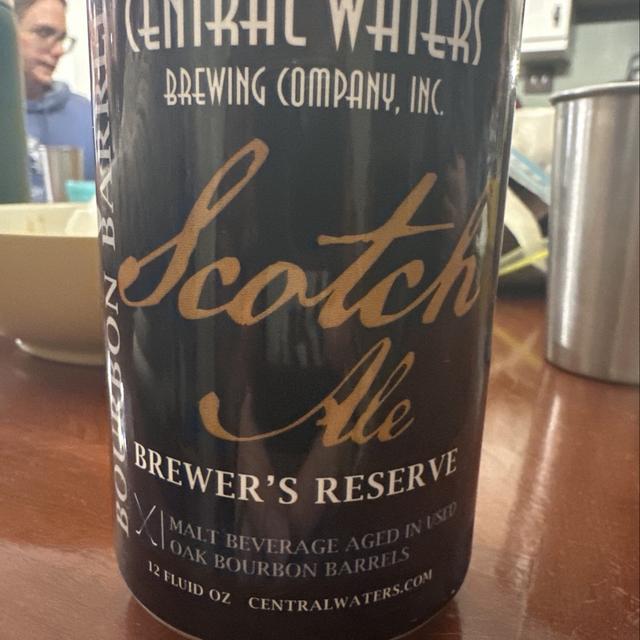 CENTRAL WATERS
BREWING COMPANY, INC.
Scotch
Ale
BREWER'S RESERVE
MALT BEVERAGE AGED IN USED
OAK BOURBON BARRELS
12 FLUID OZ CENTRALWATERS.COM
BOURBON BARREL